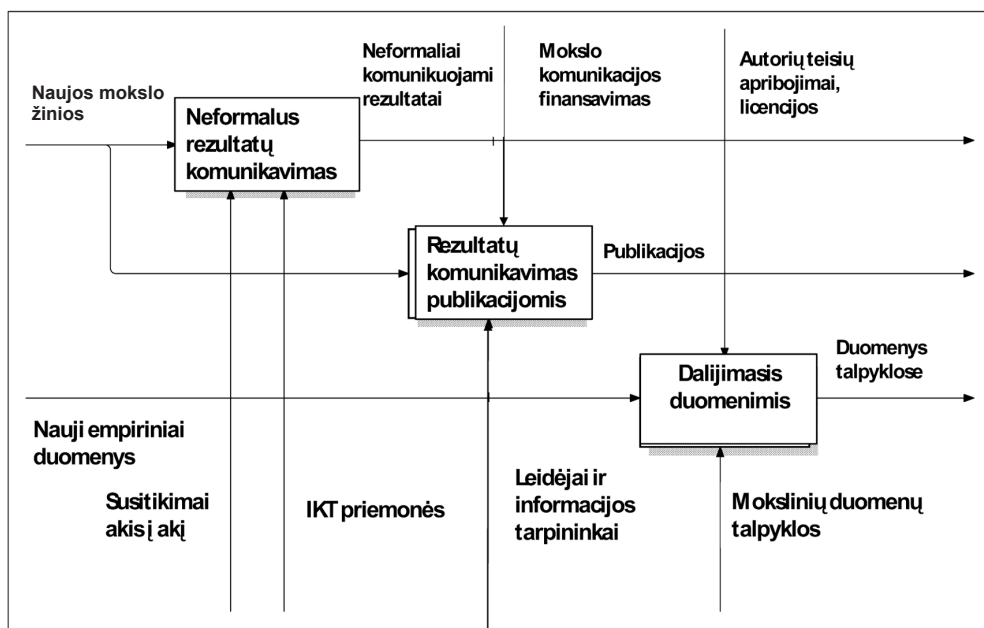 Naujos mokslo
žinios
Neformalus
rezultatų
komunikavimas
Neformaliai
komunikuojami
rezultatai
Mokslo
komunikacijos
finansavimas
Autorių teisių
apribojimai,
licencijos
Rezultatų
komunikavimas
publikacijomis
Publikacijos
Dalijimasis
duomenimis
Duomenys
talpyklose
Nauji empiriniai
duomenys
Susitikimai
akis į akį
IKT priemonės
Leidėjai ir
informacijos
tarpininkai
Mokslinių duomenų
talpyklos